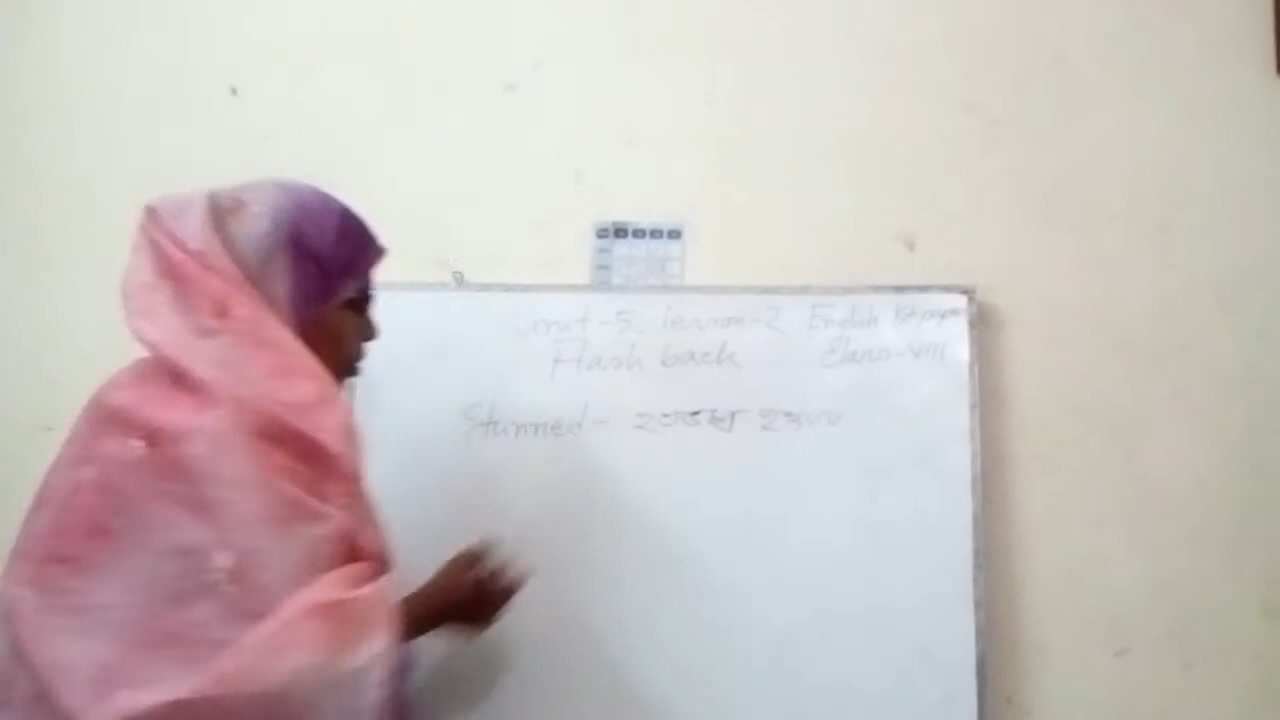 unit-5, Lesson-2 English 1st paper
Flash back Class-VIII
Stunned- হতভম্ব হওয়া